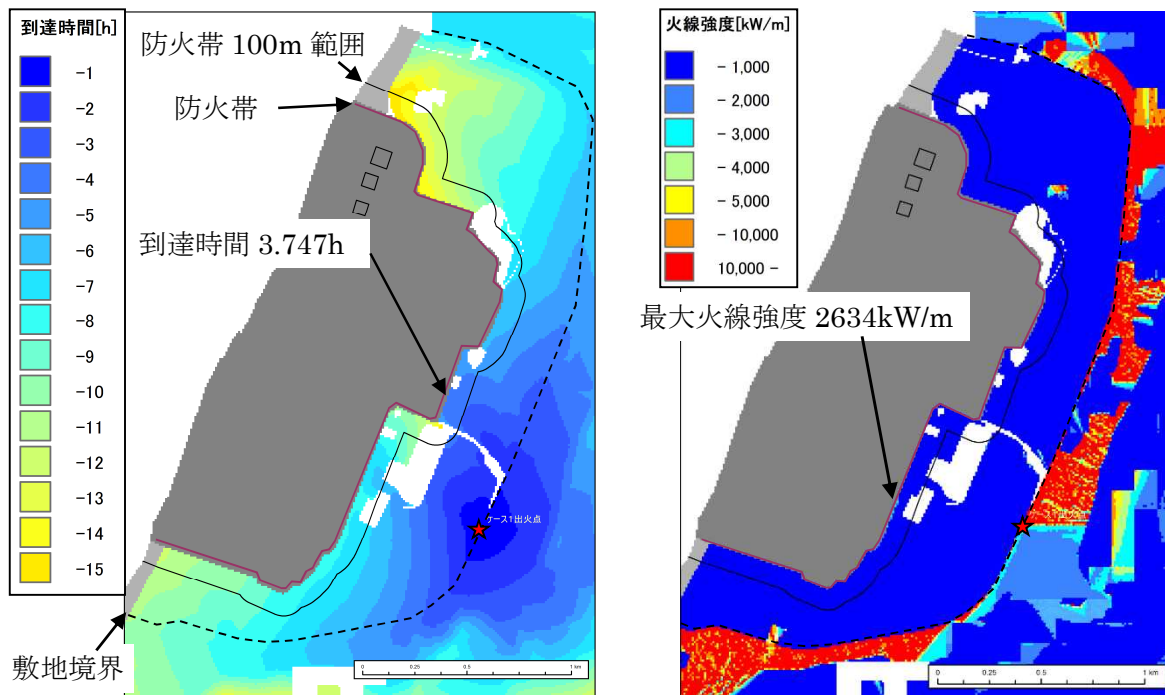 到達時間[h]
-1
-2
-3
-4
-5
-6
-7
-8
-9
-10
-11
-12
-13
-14
-15
防火帯 100m 範囲
防火帯
到達時間 3.747h
ケース1出火点
敷地境界
0
0.25
0.5
1 km
火線強度[kW/m]
- 1,000
- 2,000
- 3,000
- 4,000
- 5,000
- 10,000
10,000 -
最大火線強度 2634kW/m
0
0.25
0.5
1 km